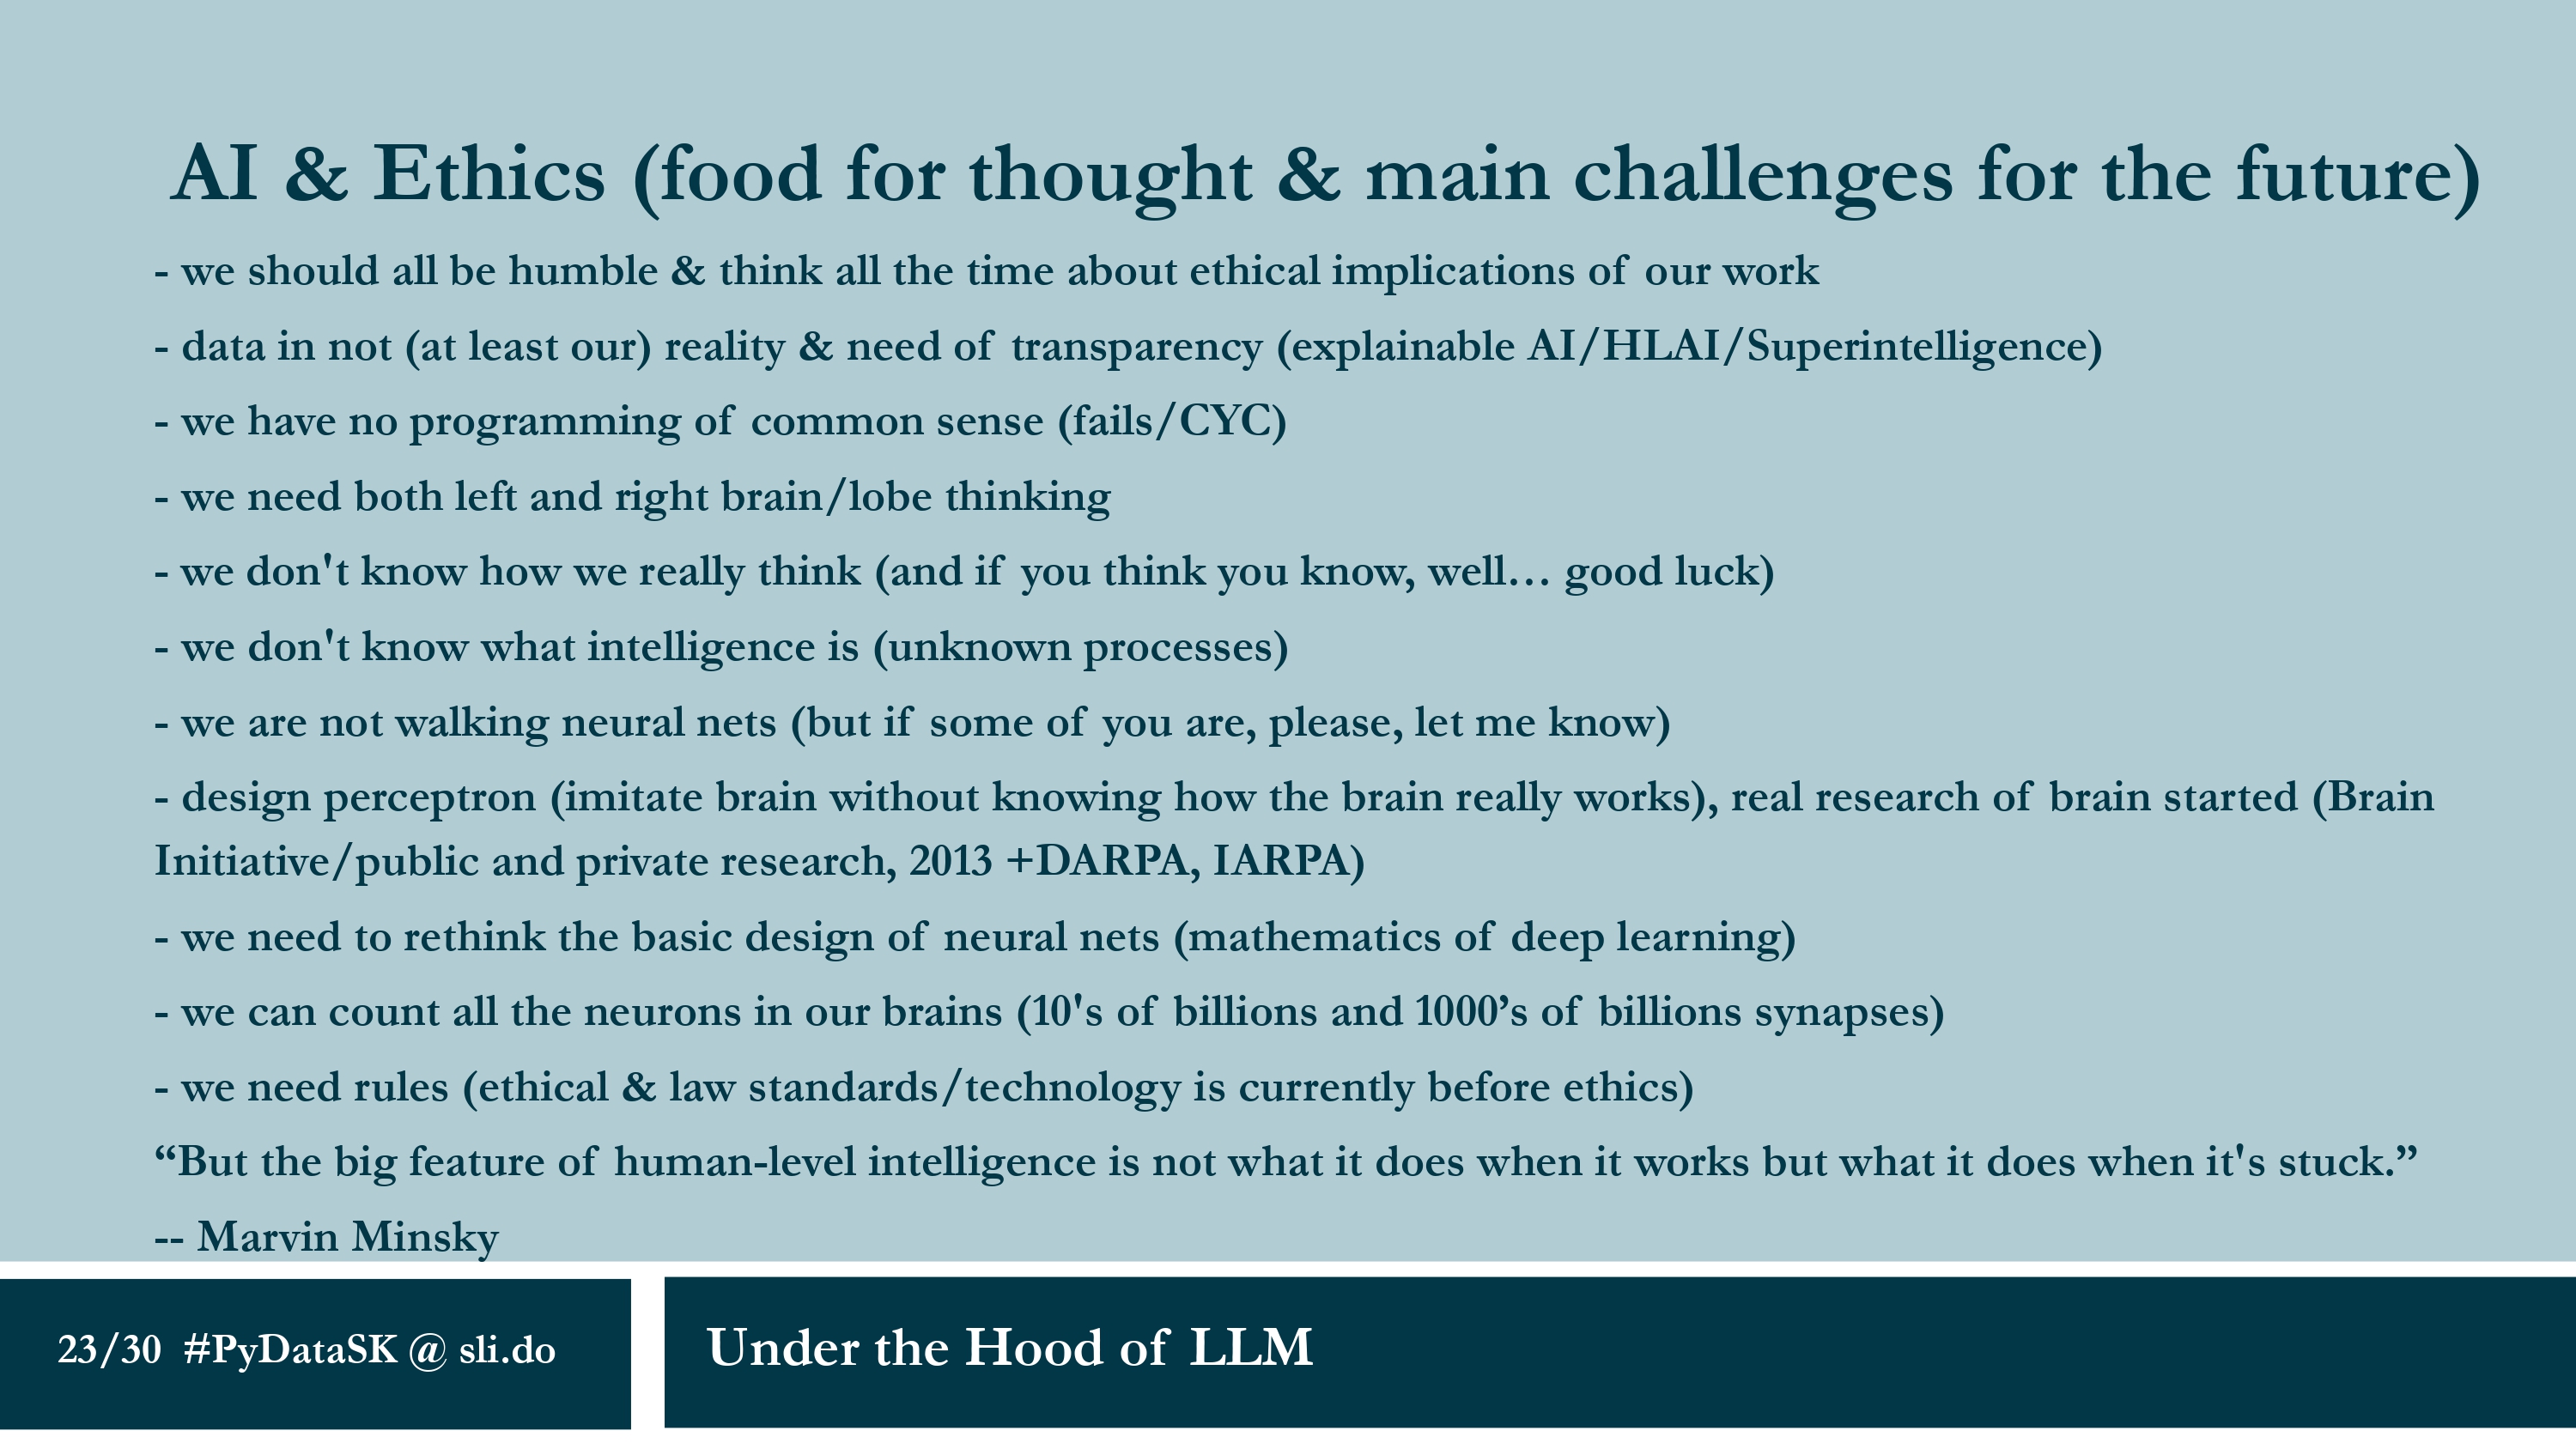 AI & Ethics (food for thought & main challenges for the future)
- we should all be humble & think all the time about ethical implications of our work
- data in not (at least our) reality & need of transparency (explainable AI/HLAI/Superintelligence)
- we have no programming of common sense (fails/CYC)
- we need both left and right brain/lobe thinking
- we don't know how we really think (and if you think you know, well… good luck)
- we don't know what intelligence is (unknown processes)
- we are not walking neural nets (but if some of you are, please, let me know)
- design perceptron (imitate brain without knowing how the brain really works), real research of brain started (Brain
Initiative/public and private research, 2013 +DARPA, IARPA)
- we need to rethink the basic design of neural nets (mathematics of deep learning)
- we can count all the neurons in our brains (10's of billions and 1000’s of billions synapses)
- we need rules (ethical & law standards/technology is currently before ethics)
“But the big feature of human-level intelligence is not what it does when it works but what it does when it's stuck.”
-- Marvin Minsky
23/30 #PyDataSK @ sli.do
Under the Hood of LLM